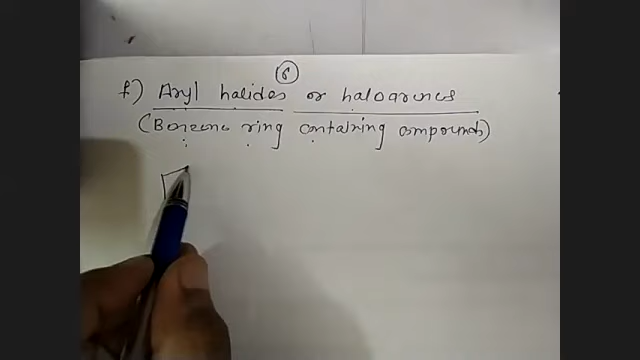 6
f) Aryl halides or haloarenes
(Benzene ring containing compounds)